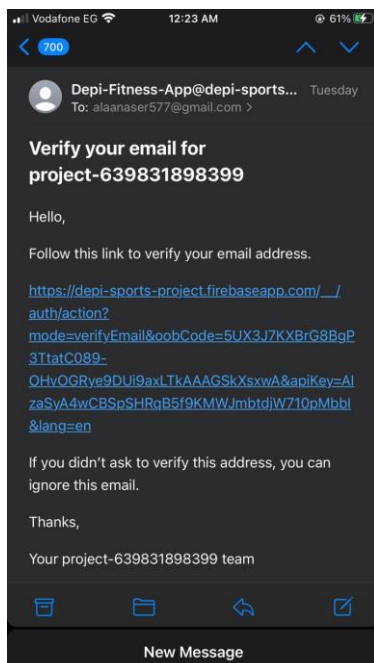 Vodafone EG 12:23 AM 61%
700
Depi-Fitness-App@depi-sports... Tuesday
To: alaanaser577@gmail.com >
Verify your email for
project-639831898399
Hello,
Follow this link to verify your email address.
https://depi-sports-project.firebaseapp.com/__/
auth/action?
mode=verifyEmail&oobCode=5UX3J7KXBrG8BgP
3TtatC089-
OHvOGRye9DUi9axLTkAAAGSkXsxwA&apiKey=AI
zaSyA4wCBSpSHRqB5f9KMWJmbtdjW710pMbbI
&lang=en
If you didn't ask to verify this address, you can
ignore this email.
Thanks,
Your project-639831898399 team
New Message